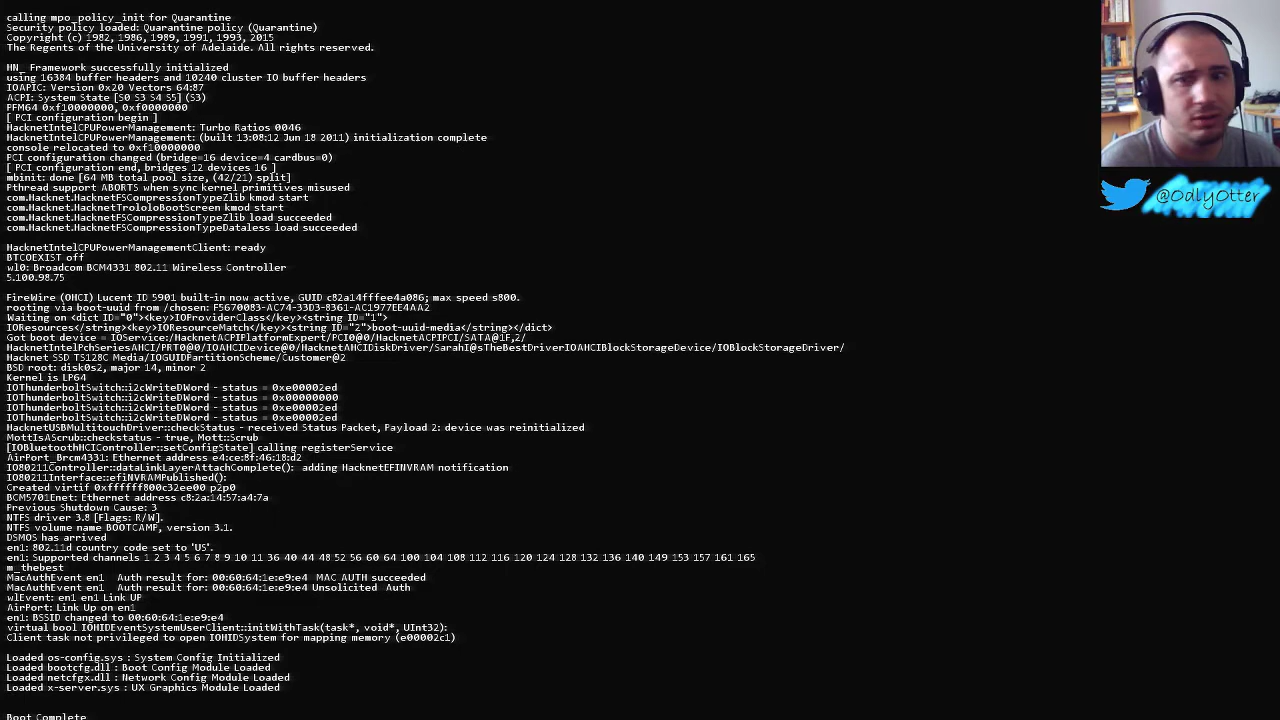 calling mpo_policy_init for Quarantine
Security policy loaded: Quarantine policy (Quarantine)
Copyright (c) 1982, 1986, 1989, 1991, 1993, 2015
The Regents of the University of Adelaide. All rights reserved.
HN_ Framework successfully initialized
using 16384 buffer headers and 10240 cluster IO buffer headers
IOAPIC: Version 0x20 Vectors 64:87
ACPI: System State [S0 S3 S4 S5] (S3)
PFM64 0xf10000000, 0xf0000000
[ PCI configuration begin ]
HacknetIntelCPUPowerManagement: Turbo Ratios 0046
HacknetIntelCPUPowerManagement: (built 13:08:12 Jun 18 2011) initialization complete
console relocated to 0xf10000000
PCI configuration changed (bridge=16 device=4 cardbus=0)
[ PCI configuration end, bridges 12 devices 16 ]
mbinit: done [64 MB total pool size, (42/21) split]
Pthread support ABORTS when sync kernel primitives misused
com.Hacknet.HacknetFSCompressionTypeZlib kmod start
com.Hacknet.HacknetTrololoBootScreen kmod start
com.Hacknet.HacknetFSCompressionTypeZlib load succeeded
com.Hacknet.HacknetFSCompressionTypeDataless load succeeded
HacknetIntelCPUPowerManagementClient: ready
BTCOEXIST off
wl0: Broadcom BCM4331 802.11 Wireless Controller
5.100.98.75
FireWire (OHCI) Lucent ID 5901 built-in now active, GUID c82a14fffee4a086; max speed s800.
rooting via boot-uuid from /chosen: F5670083-AC74-33D3-8361-AC1977EE4AA2
Waiting on <dict ID="0"><key>IOProviderClass</key><string ID="1">
IOResources</string><key>IOResourceMatch</key><string ID="2">boot-uuid-media</string></dict>
Got boot device = IOService:/HacknetACPIPlatformExpert/PCI0@0/HacknetACPIPCI/SATA@1F,2/
HacknetIntelPchSeriesAHCI/PRT0@0/IOAHCIDevice@0/HacknetAHCIDiskDriver/SarahI@sTheBestDriverIOAHCIBlockStorageDevice/IOBlockStorageDriver/
Hacknet SSD TS128C Media/IOGUIDPartitionScheme/Customer@2
BSD root: disk0s2, major 14, minor 2
Kernel is LP64
IOThunderboltSwitch::i2cWriteDWord - status = 0xe00002ed
IOThunderboltSwitch::i2cWriteDWord - status = 0x00000000
IOThunderboltSwitch::i2cWriteDWord - status = 0xe00002ed
IOThunderboltSwitch::i2cWriteDWord - status = 0xe00002ed
HacknetUSBMultitouchDriver::checkStatus - received Status Packet, Payload 2: device was reinitialized
MottIsAScrub::checkstatus - true, Mott::Scrub
[IOBluetoothHCIController::setConfigState] calling registerService
AirPort_Brcm4331: Ethernet address e4:ce:8f:46:18:d2
IO80211Controller::dataLinkLayerAttachComplete():  adding HacknetEFINVRAM notification
IO80211Interface::efiNVRAMPublished():
Created virtif 0xffffff800c32ee00 p2p0
BCM5701Enet: Ethernet address c8:2a:14:57:a4:7a
Previous Shutdown Cause: 3
NTFS driver 3.8 [Flags: R/W].
NTFS volume name BOOTCAMP, version 3.1.
DSMOS has arrived
en1: 802.11d country code set to 'US'.
en1: Supported channels 1 2 3 4 5 6 7 8 9 10 11 36 40 44 48 52 56 60 64 100 104 108 112 116 120 124 128 132 136 140 149 153 157 161 165
m_thebest
MacAuthEvent en1   Auth result for: 00:60:64:1e:e9:e4  MAC AUTH succeeded
MacAuthEvent en1   Auth result for: 00:60:64:1e:e9:e4 Unsolicited  Auth
wlEvent: en1 en1 Link UP
AirPort: Link Up on en1
en1: BSSID changed to 00:60:64:1e:e9:e4
virtual bool IOHIDEventSystemUserClient::initWithTask(task*, void*, UInt32):
Client task not privileged to open IOHIDSystem for mapping memory (e00002c1)
Loaded os-config.sys : System Config Initialized
Loaded bootcfg.dll : Boot Config Module Loaded
Loaded netcfgx.dll : Network Config Module Loaded
Loaded x-server.sys : UX Graphics Module Loaded
Boot Complete
@OdlyOtter